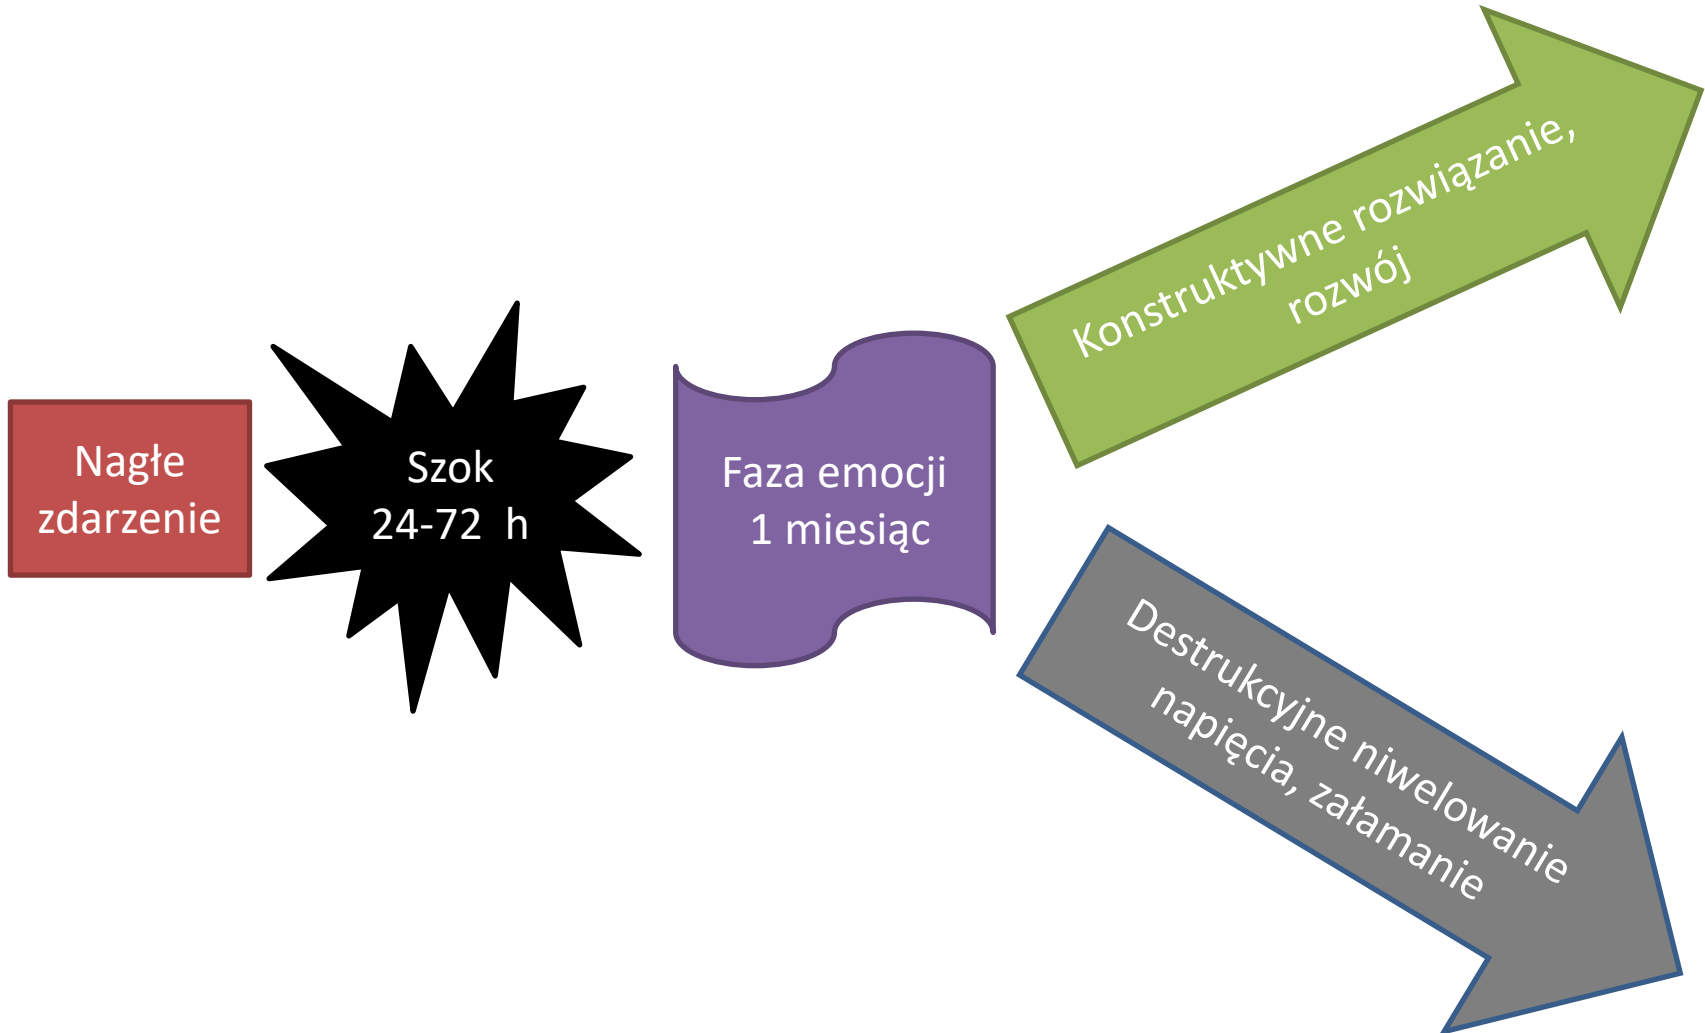 Nagłe
zdarzenie
Szok
24-72 h
Faza emocji
1 miesiąc
Konstruktywne rozwiązanie,
rozwój
Destrukcyjne niwelowanie
napięcia, załamanie